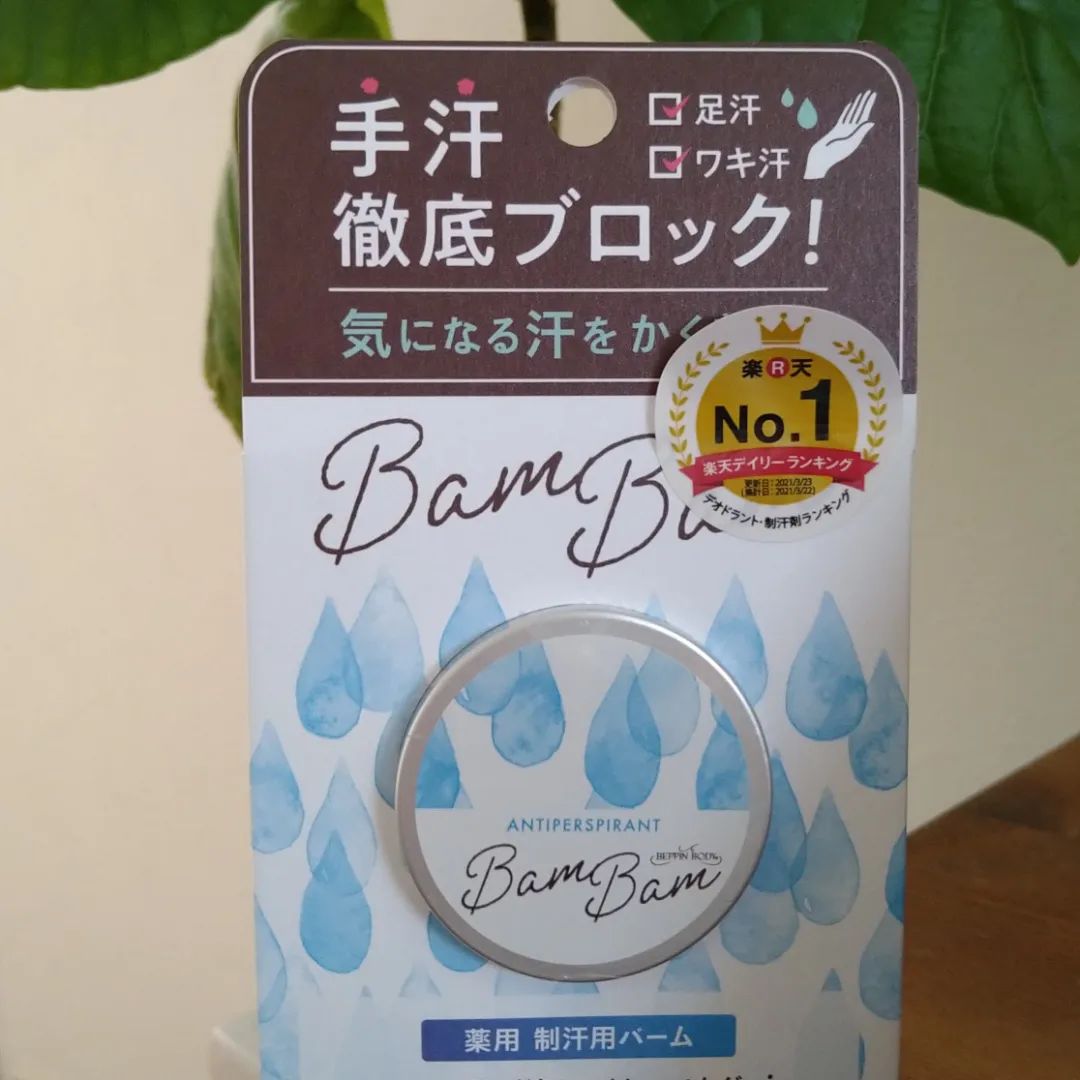 手汗
足汗
ワキ汗
徹底ブロック!
気になる汗をかく
楽R天
No.1
楽天デイリーランキング
更新日:2021/3/23
(集計日:2021/3/22)
デオドラント・制汗剤ランキング
Bam Ba
ANTIPERSPIRANT
BEPPIN BODY
Bam Bam
薬用 制汗用バーム